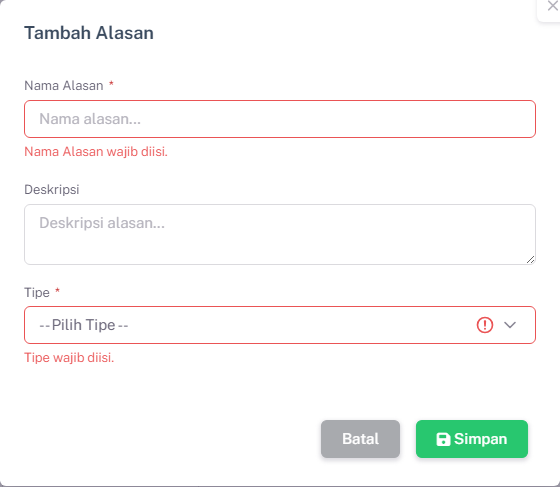 Tambah Alasan
Nama Alasan *
Nama alasan...
Nama Alasan wajib diisi.
Deskripsi
Deskripsi alasan...
Tipe *
-- Pilih Tipe --
Tipe wajib diisi.
Batal
Simpan